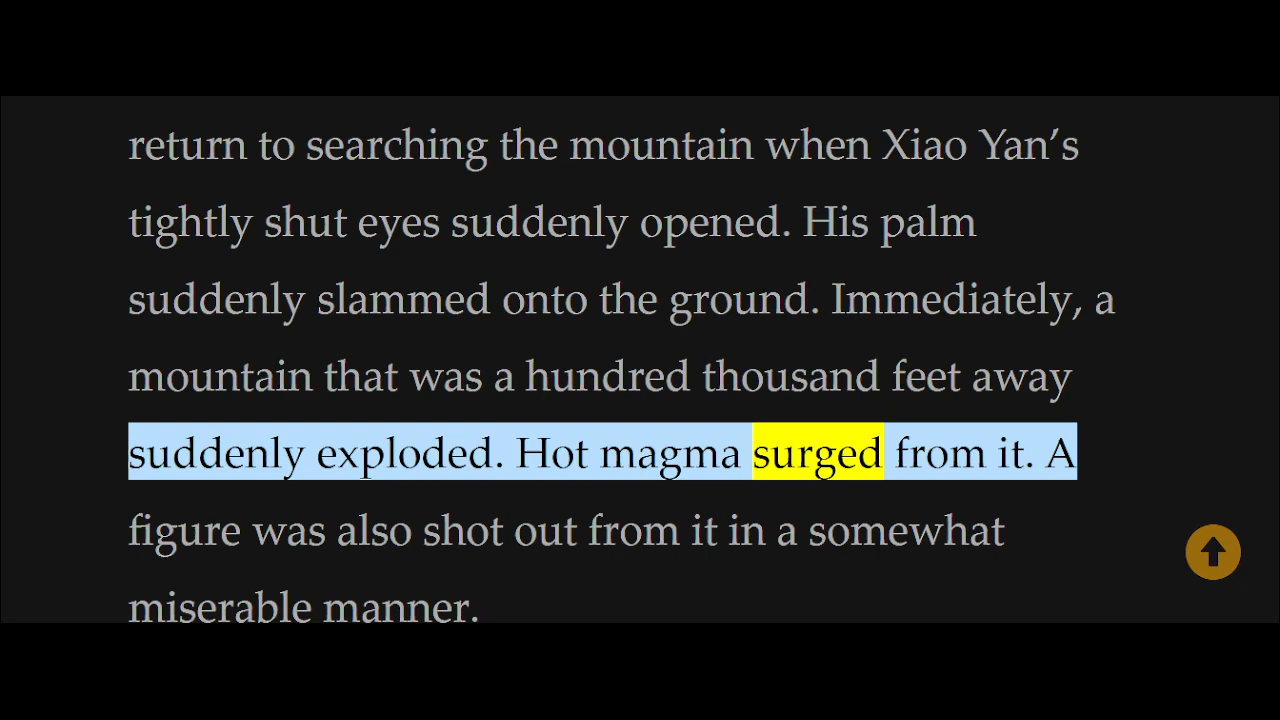 return to searching the mountain when Xiao Yan’s
tightly shut eyes suddenly opened. His palm
suddenly slammed onto the ground. Immediately, a
mountain that was a hundred thousand feet away
suddenly exploded. Hot magma surged from it. A
figure was also shot out from it in a somewhat
miserable manner.